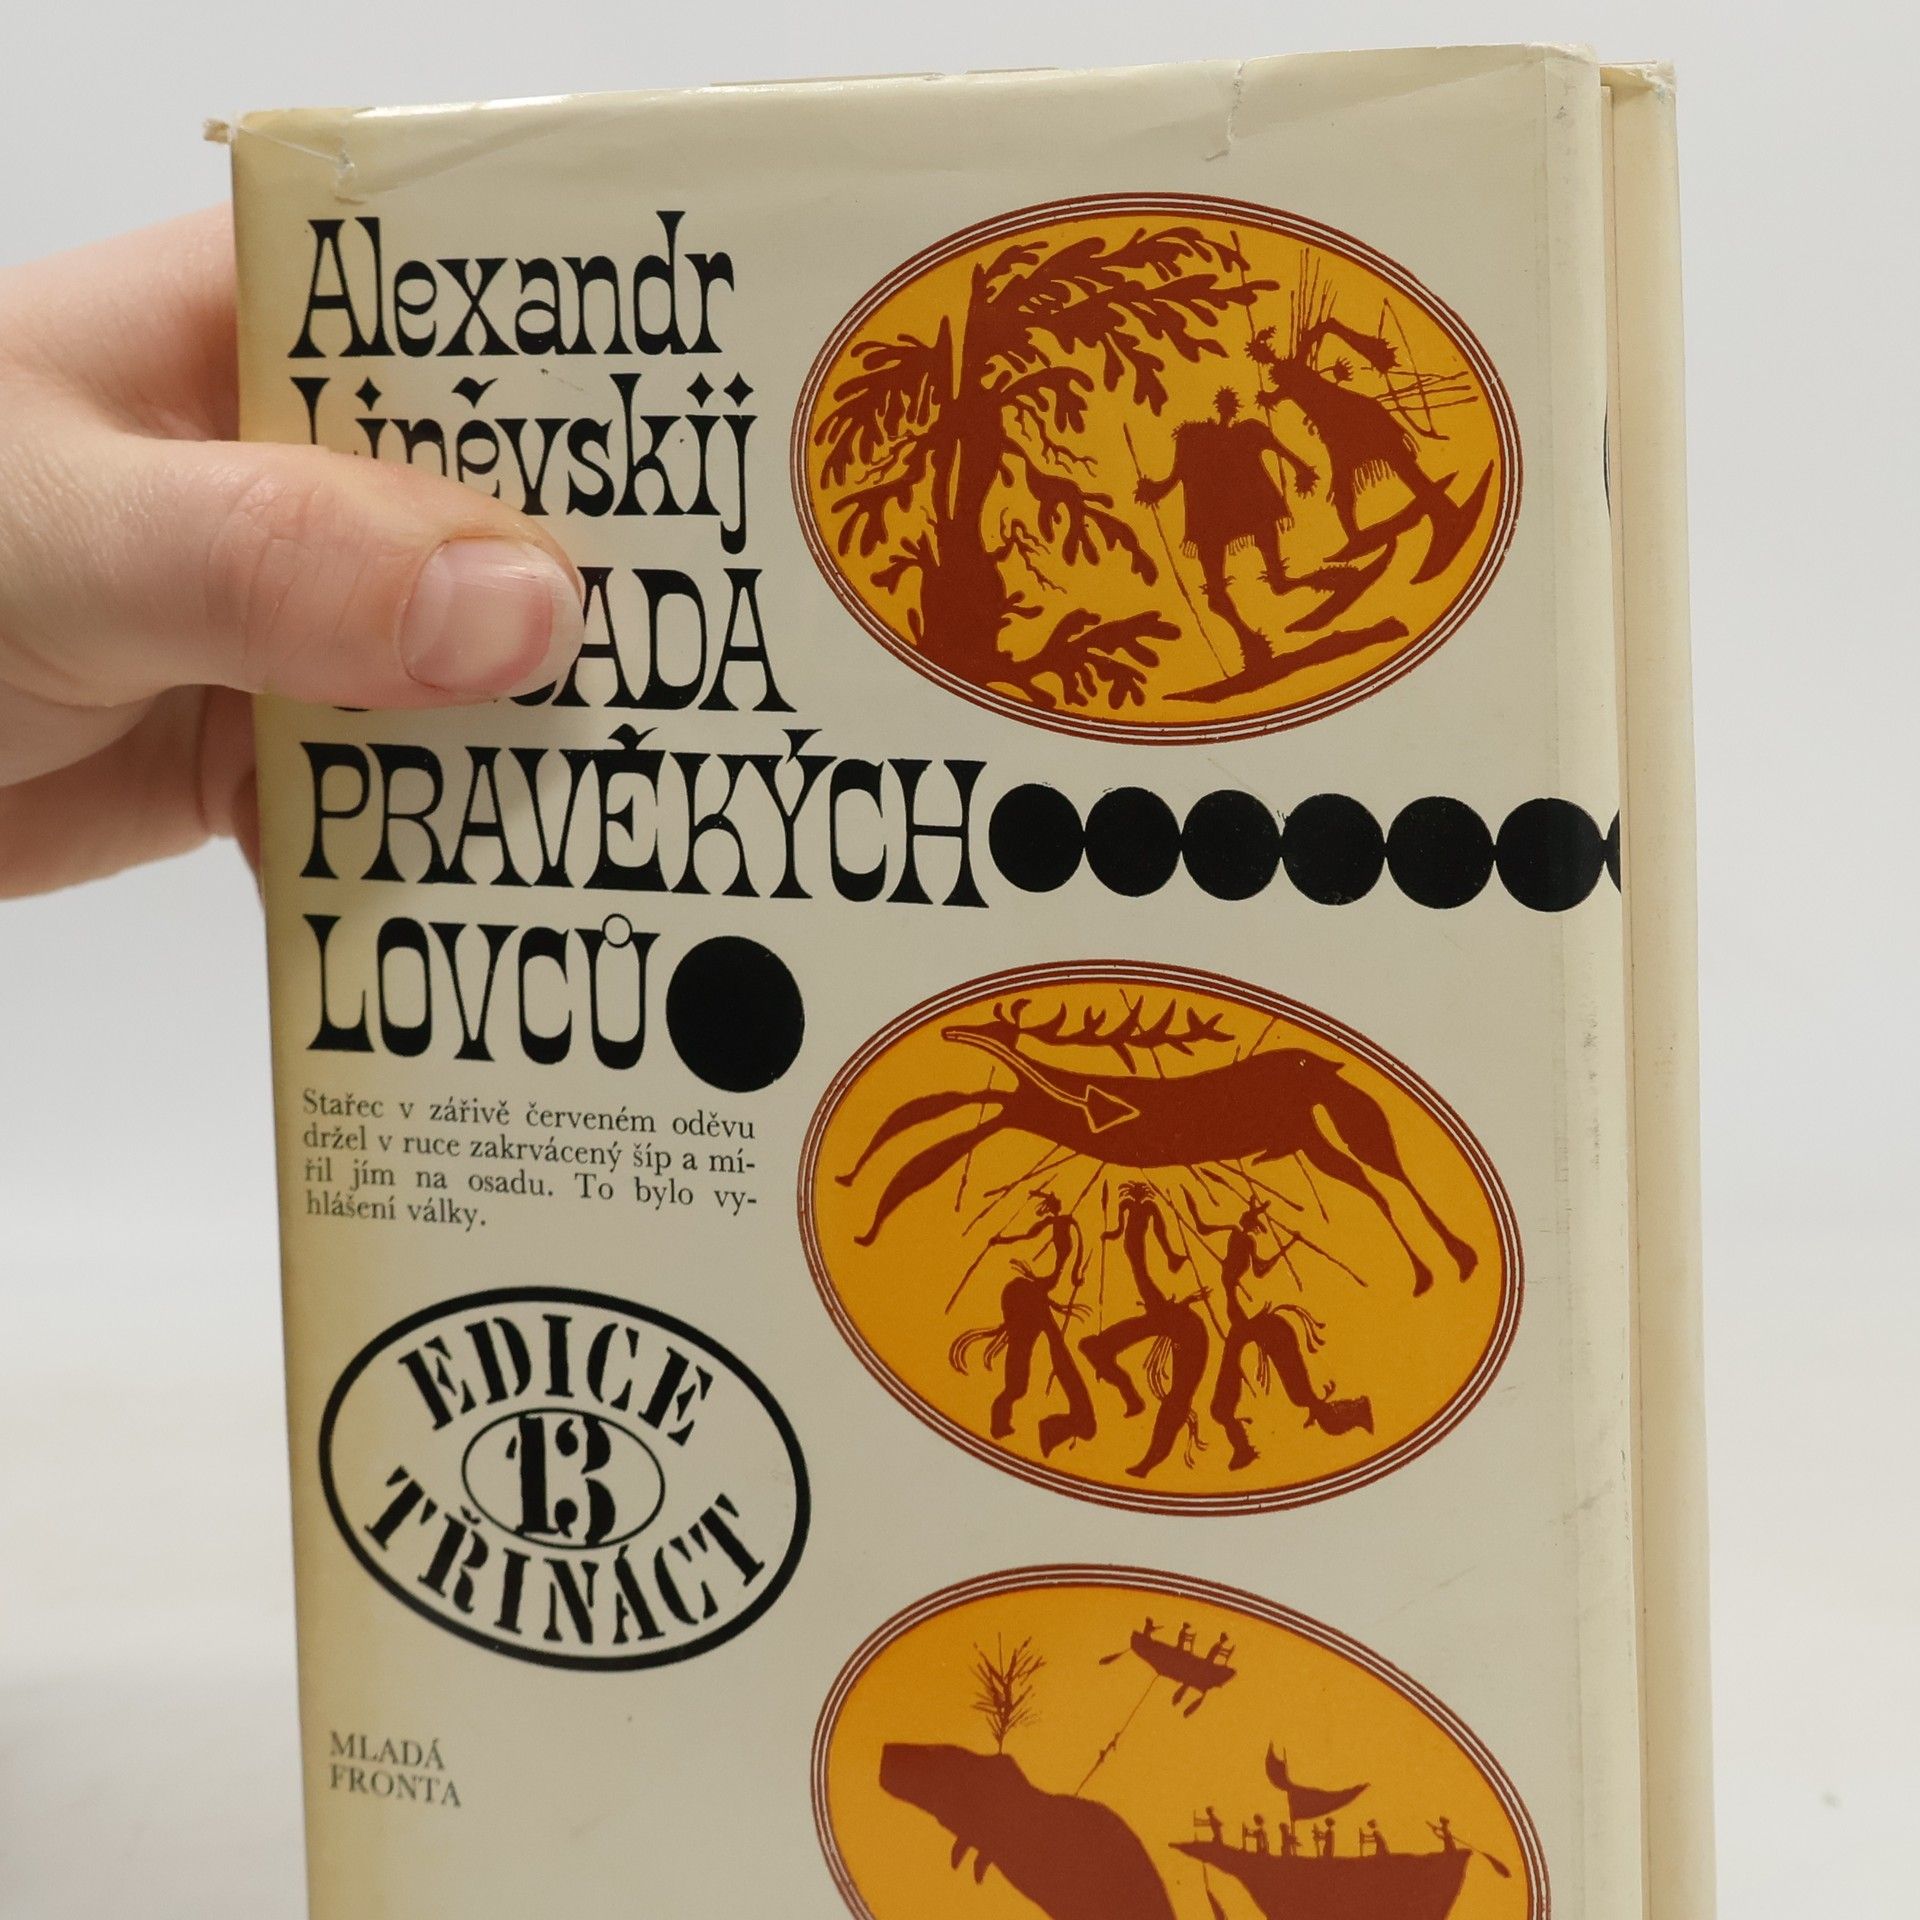 Alexandr
Liněvskij
PRAVĚKÝCH
LOVCŮ
Stařec v zářivě červeném oděvu
držel v ruce zakrvácený šíp a mí-
řil jím na osadu. To bylo vy-
hlášení války.
EDICE
13
TŘINÁCT
MLADÁ
FRONTA